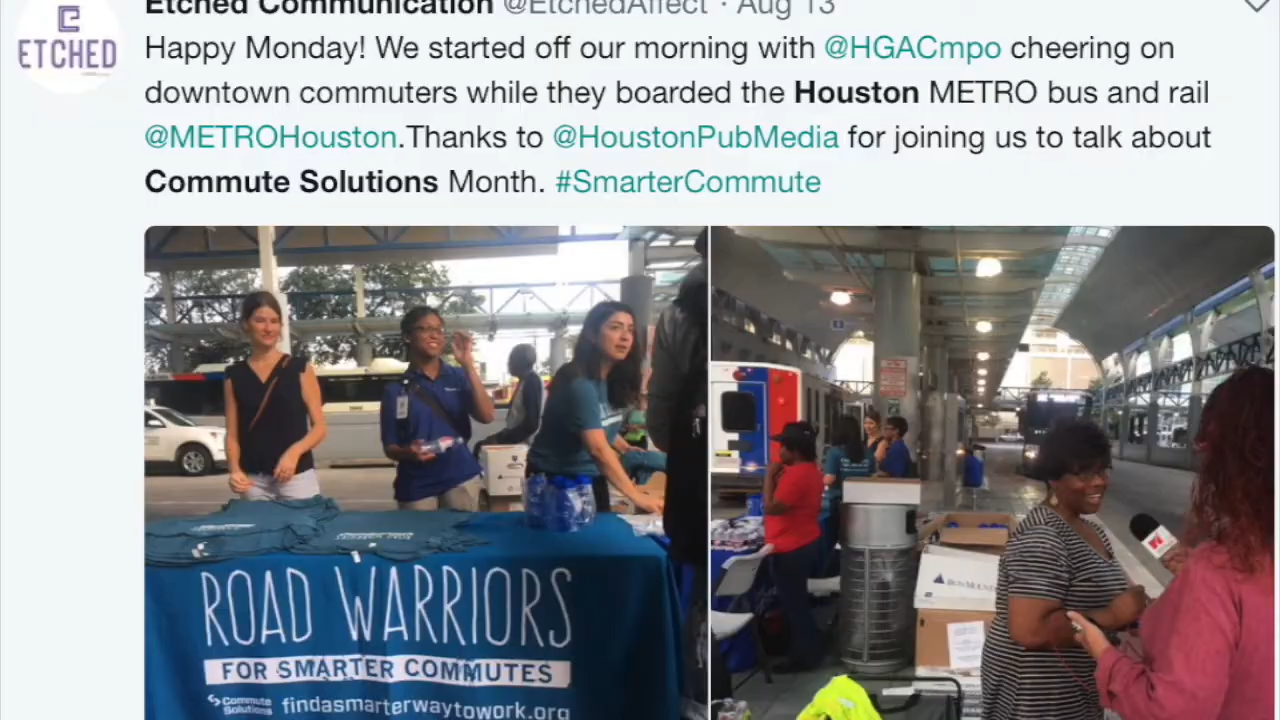 Etched Communication @EtchedAffect · Aug 13
ETCHED
Happy Monday! We started off our morning with @HGACmpo cheering on
downtown commuters while they boarded the Houston METRO bus and rail
@METROHouston.Thanks to @HoustonPubMedia for joining us to talk about
Commute Solutions Month. #SmarterCommute
ROAD WARRIORS
FOR SMARTER COMMUTES
Commute
Solutions
findasmarterwaytowork.org